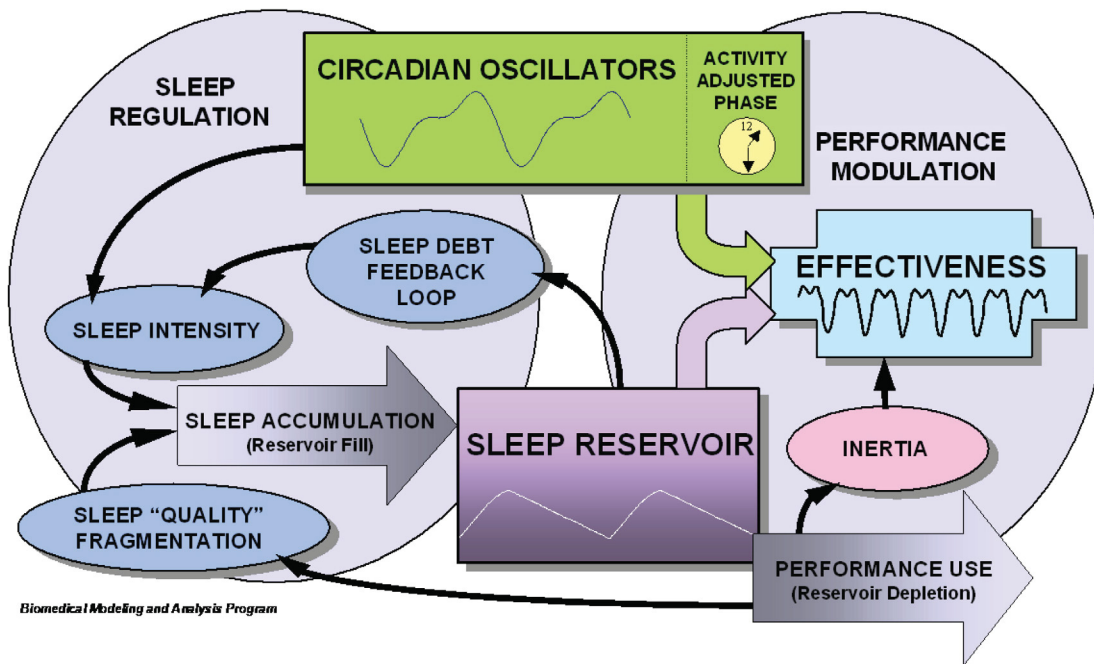 CIRCADIAN OSCILLATORS
ACTIVITY
ADJUSTED
PHASE
12
SLEEP
REGULATION
PERFORMANCE
MODULATION
SLEEP DEBT
FEEDBACK
LOOP
EFFECTIVENESS
SLEEP INTENSITY
SLEEP ACCUMULATION
(Reservoir Fill)
SLEEP RESERVOIR
INERTIA
SLEEP “QUALITY”
FRAGMENTATION
PERFORMANCE USE
(Reservoir Depletion)
Biomedical Modeling and Analysis Program